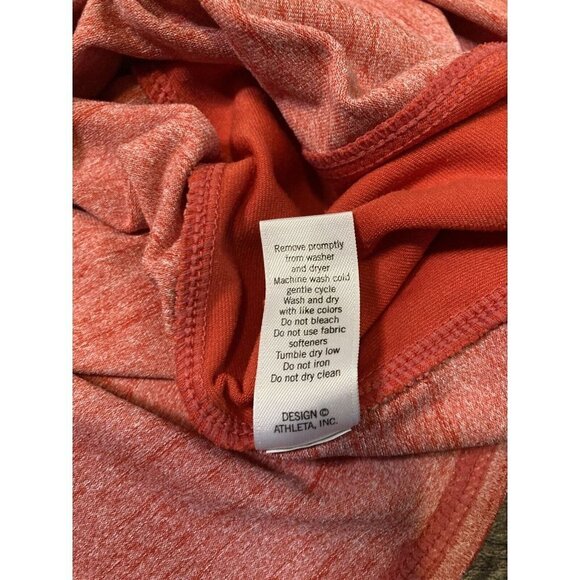 Remove promptly
from washer
and dryer
Machine wash cold
gentle cycle
Wash and dry
with like colors
Do not bleach
Do not use fabric
softeners
Tumble dry low
Do not iron
Do not dry clean
DESIGN ©
ATHLETA, INC.